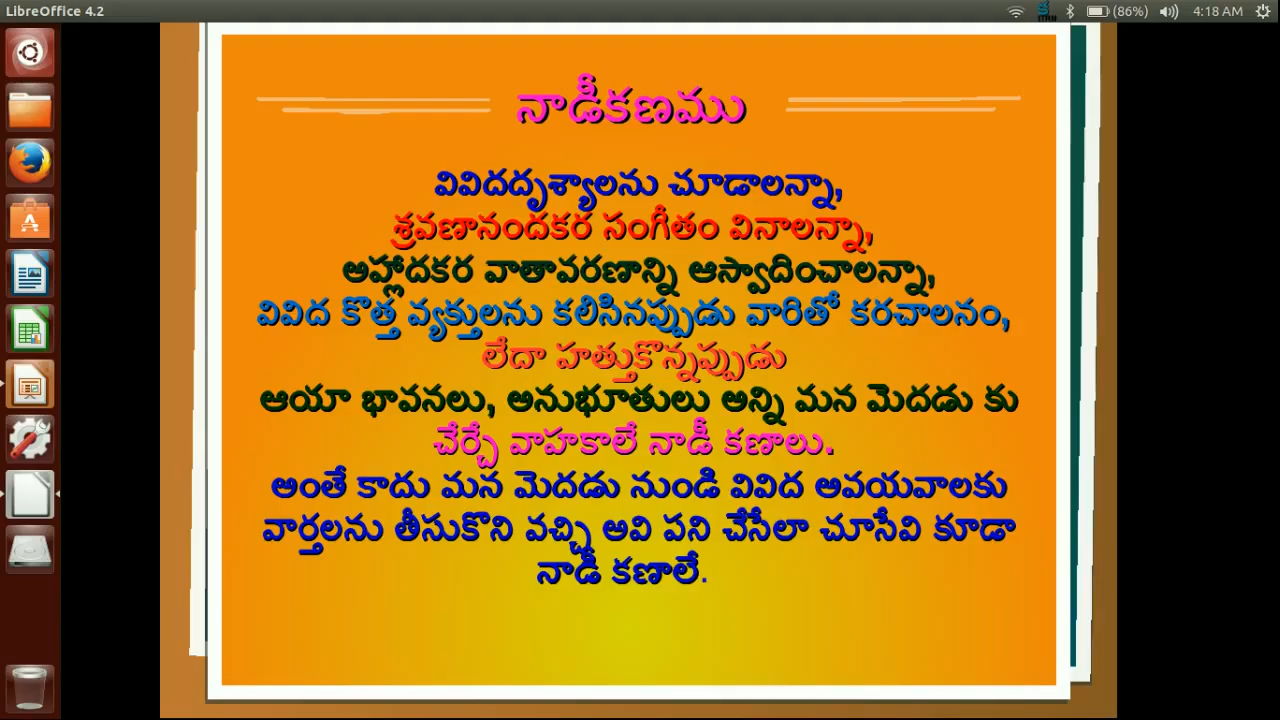 LibreOffice 4.2
(86%) 4:18 AM
నాడీకణము
వివిదదృశ్యాలను చూడాలన్నా,
శ్రవణానందకర సంగీతం వినాలన్నా,
అహ్లాదకర వాతావరణాన్ని ఆస్వాదించాలన్నా,
వివిద కొత్త వ్యక్తులను కలిసినప్పుడు వారితో కరచాలనం,
లేదా హత్తుకొన్నప్పుడు
ఆయా భావనలు, అనుభూతులు అన్ని మన మెదడు కు
చేర్చే వాహకాలే నాడీ కణాలు.
అంతే కాదు మన మెదడు నుండి వివిద అవయవాలకు
వార్తలను తీసుకొని వచ్చి అవి పని చేసేలా చూసేవి కూడా
నాడీ కణాలే.